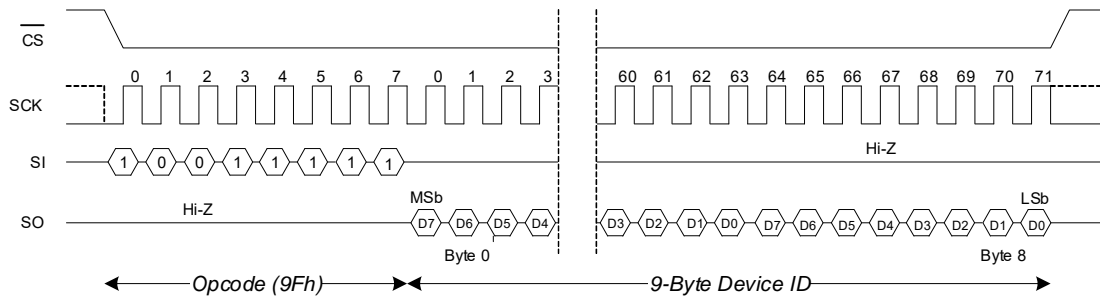 CS
0 1 2 3 4 5 6 7 0 1 2 3 60 61 62 63 64 65 66 67 68 69 70 71
SCK
Hi-Z
SI 1 0 0 1 1 1 1 1
MSb LSb
Hi-Z
SO D7 D6 D5 D4 D3 D2 D1 D0 D7 D6 D5 D4 D3 D2 D1 D0
Byte 0 Byte 8
Opcode (9Fh) 9-Byte Device ID